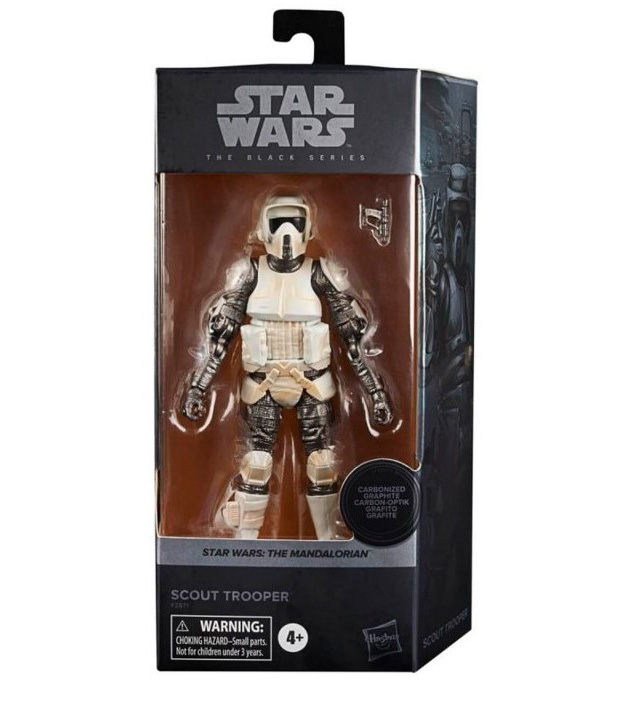 STAR
WARS
THE BLACK SERIES
CARBONIZED
GRAPHITE
CARBON-OPTIK
GRAFITO
GRAFITE
STAR WARS: THE MANDALORIAN
SCOUT TROOPER
WARNING:
CHOKING HAZARD–Small parts.
Not for children under 3 years.
4+
Hasbro
SCOUT TROOPER